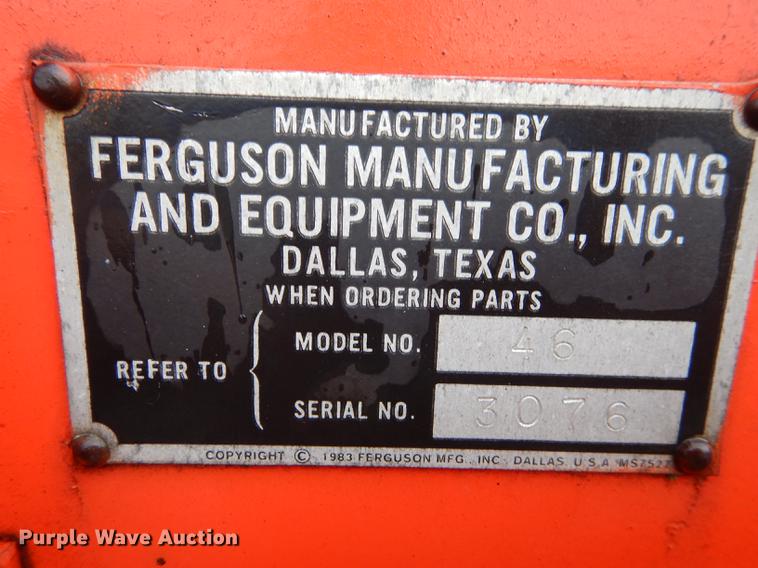 MANUFACTURED BY
FERGUSON MANUFACTURING
AND EQUIPMENT CO., INC.
DALLAS, TEXAS
WHEN ORDERING PARTS
REFER TO
MODEL NO. 46
SERIAL NO. 3076
COPYRIGHT © 1983 FERGUSON MFG., INC. DALLAS, U.S.A.
Purple Wave Auction